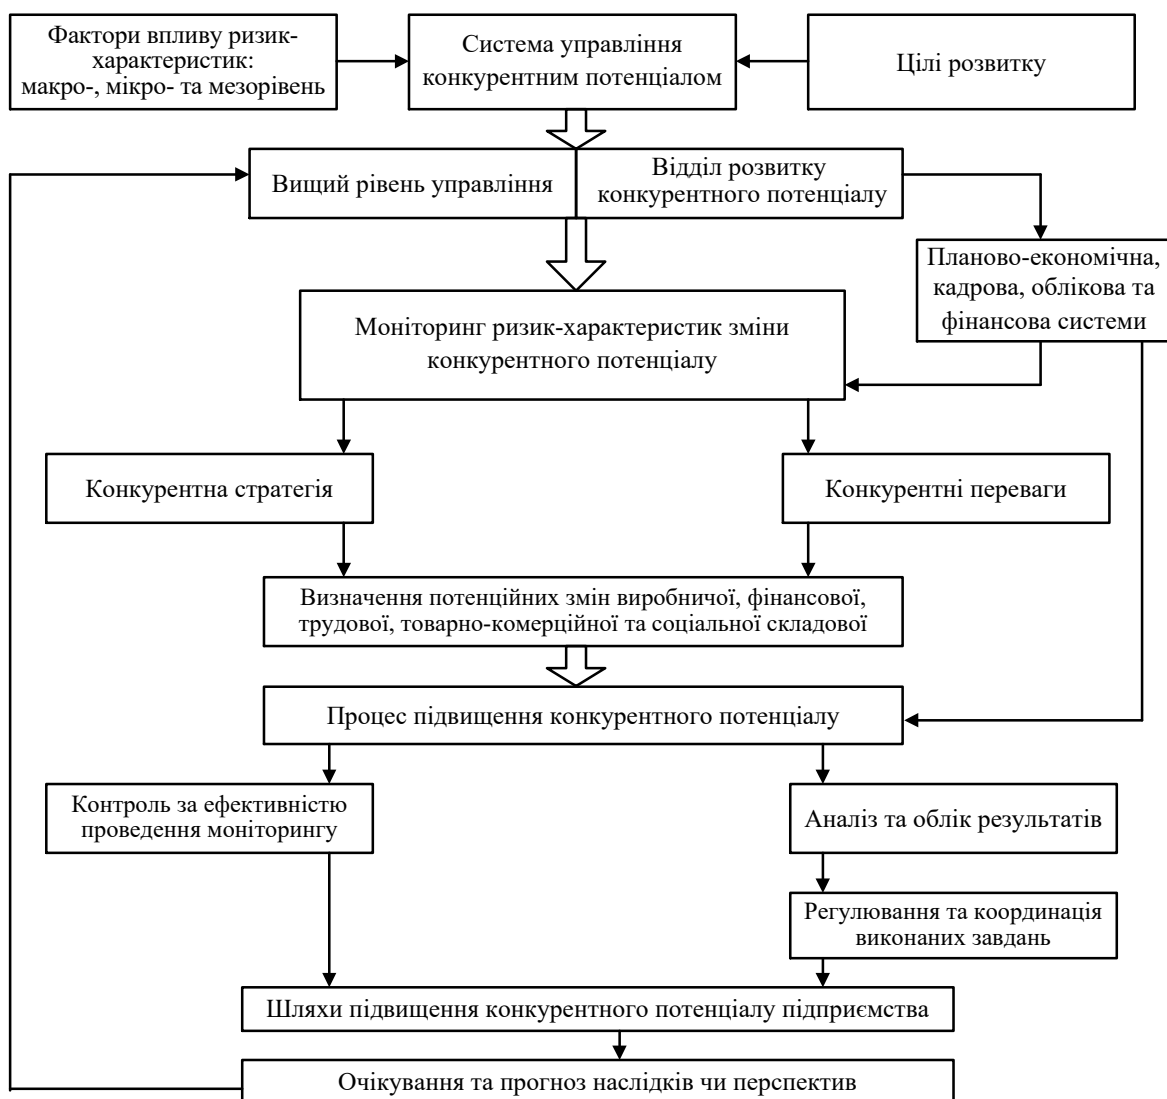 Фактори впливу ризик-
характеристик:
макро-, мікро- та мезорівень
Система управління
конкурентним потенціалом
Цілі розвитку
Вищий рівень управління
Відділ розвитку
конкурентного потенціалу
Планово-економічна,
кадрова, облікова та
фінансова системи
Моніторинг ризик-характеристик зміни
конкурентного потенціалу
Конкурентна стратегія
Конкурентні переваги
Визначення потенційних змін виробничої, фінансової,
трудової, товарно-комерційної та соціальної складової
Процес підвищення конкурентного потенціалу
Контроль за ефективністю
проведення моніторингу
Аналіз та облік результатів
Регулювання та координація
виконаних завдань
Шляхи підвищення конкурентного потенціалу підприємства
Очікування та прогноз наслідків чи перспектив